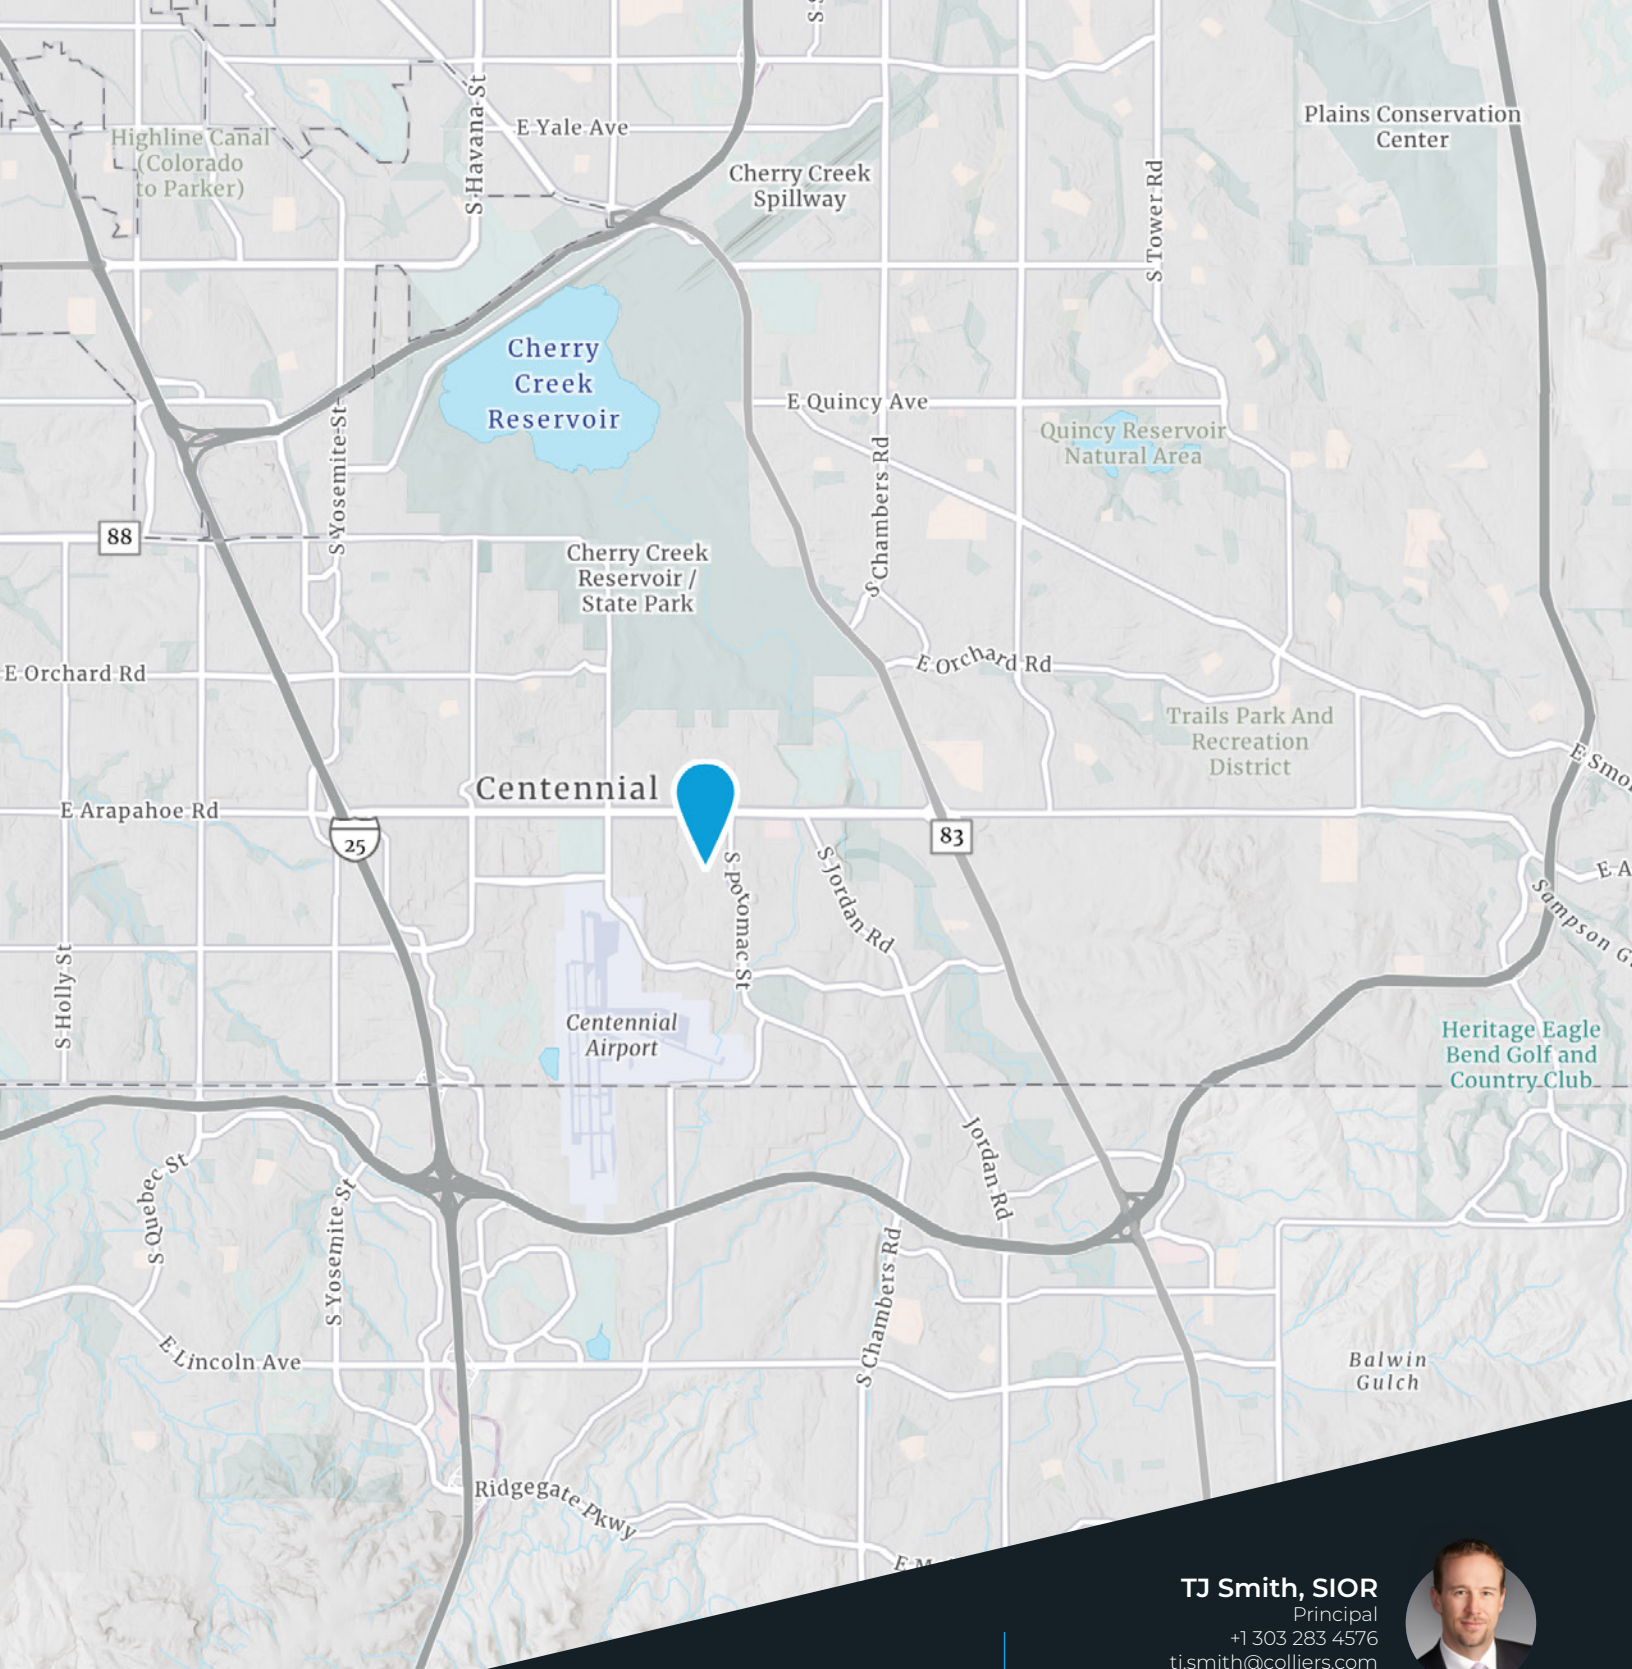 S Havana St
E Yale Ave
Plains Conservation
Center
Highline Canal
(Colorado
to Parker)
Cherry Creek
Spillway
S Tower Rd
Cherry
Creek
Reservoir
E Quincy Ave
Quincy Reservoir
Natural Area
S Yosemite St
S Chambers Rd
88
Cherry Creek
Reservoir /
State Park
E Orchard Rd
E Orchard Rd
Trails Park And
Recreation
District
E Smo
Centennial
E Arapahoe Rd
25
83
S potomac St
S Jordan Rd
E A
Sampson G
S Holly St
Centennial
Airport
Heritage Eagle
Bend Golf and
Country Club
Jordan Rd
S Quebec St
S Yosemite St
S Chambers Rd
E Lincoln Ave
Balwin
Gulch
Ridgegate Pkwy
TJ Smith, SIOR
Principal
+1 303 283 4576
tj.smith@colliers.com